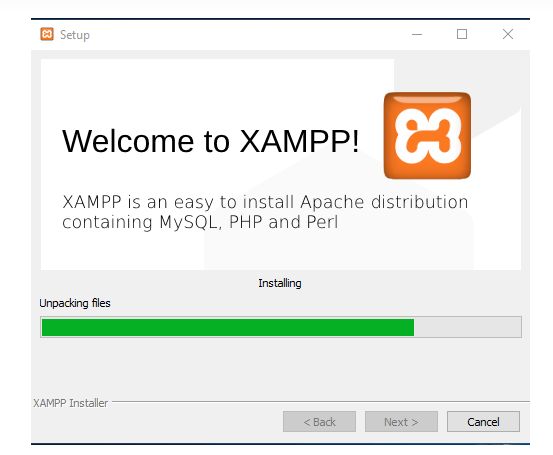 Setup
Welcome to XAMPP!
XAMPP is an easy to install Apache distribution
containing MySQL, PHP and Perl
Installing
Unpacking files
XAMPP Installer
< Back
Next >
Cancel